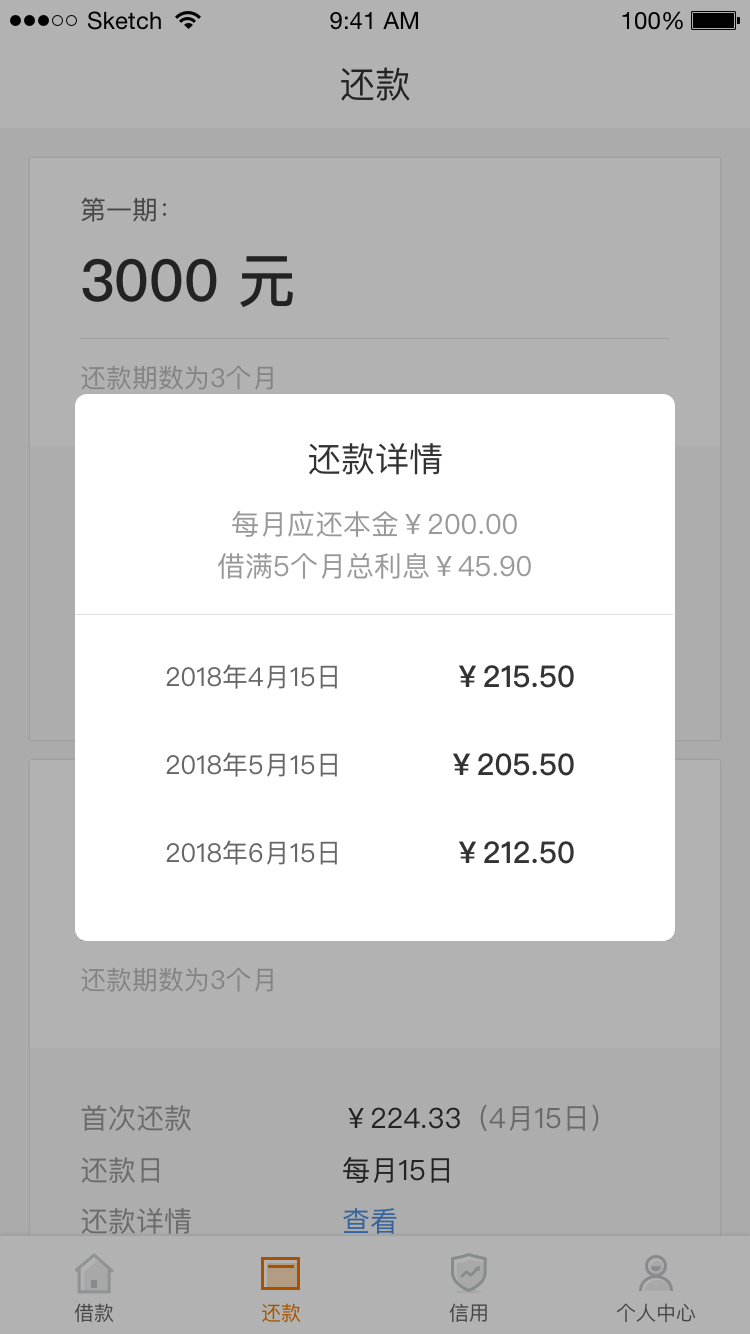 ●●●○○ Sketch 9:41 AM 100%
还款
第一期：
3000 元
还款期数为3个月
还款详情
每月应还本金￥200.00
借满5个月总利息￥45.90
2018年4月15日 ￥215.50
2018年5月15日 ￥205.50
2018年6月15日 ￥212.50
还款期数为3个月
首次还款 ￥224.33（4月15日）
还款日 每月15日
还款详情 查看
借款 还款 信用 个人中心